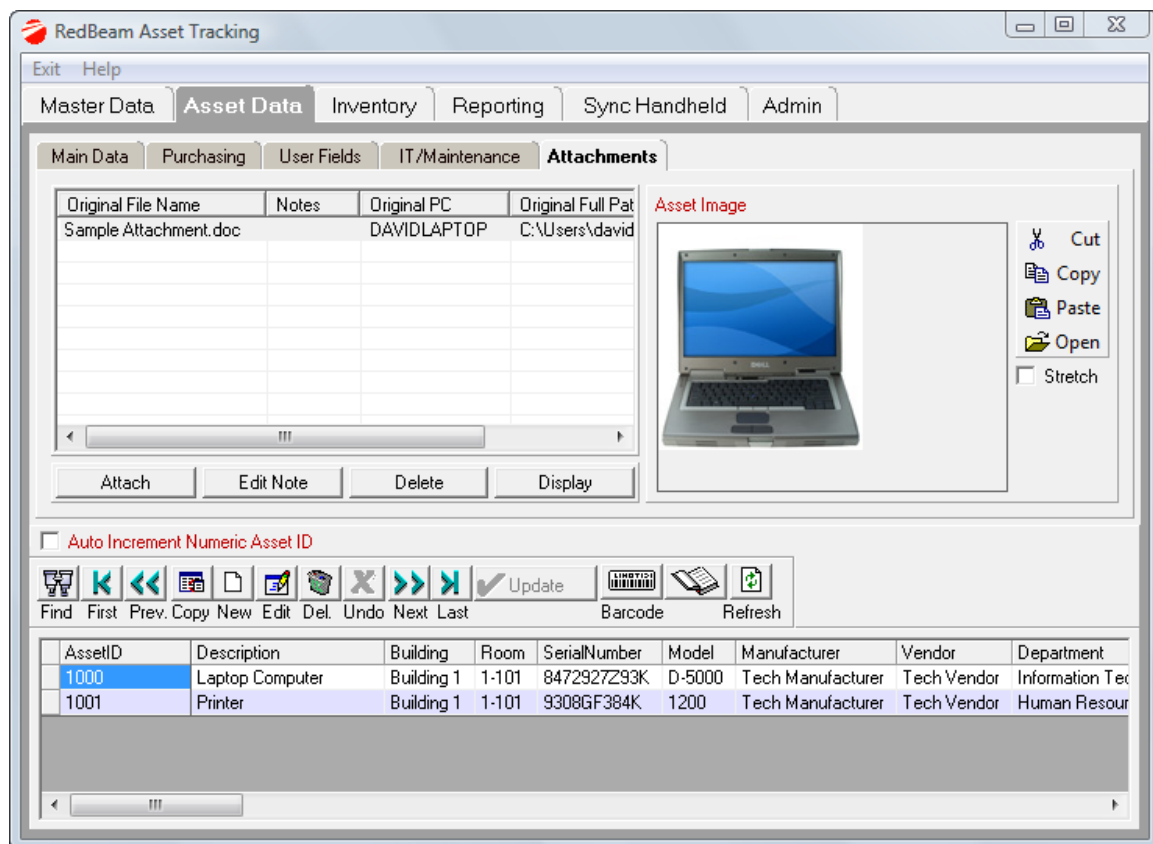 RedBeam Asset Tracking
Exit Help
Master Data Asset Data Inventory Reporting Sync Handheld Admin
Main Data Purchasing User Fields IT/Maintenance Attachments
Original File Name Notes Original PC Original Full Pat
Sample Attachment.doc DAVIDLAPTOP C:\Users\david
Asset Image
DELL
Cut
Copy
Paste
Open
Stretch
Attach Edit Note Delete Display
Auto Increment Numeric Asset ID
Update
Find First Prev. Copy New Edit Del. Undo Next Last Barcode Refresh
AssetID Description Building Room SerialNumber Model Manufacturer Vendor Department
1000 Laptop Computer Building 1 1-101 8472927Z93K D-5000 Tech Manufacturer Tech Vendor Information Tec
1001 Printer Building 1 1-101 9308GF384K 1200 Tech Manufacturer Tech Vendor Human Resour